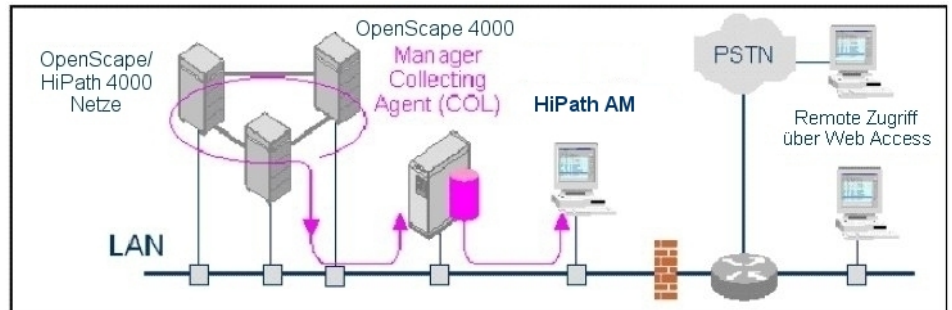 OpenScape/
HiPath 4000
Netze
OpenScape 4000
Manager
Collecting
Agent (COL)
HiPath AM
PSTN
Remote Zugriff
über Web Access
LAN